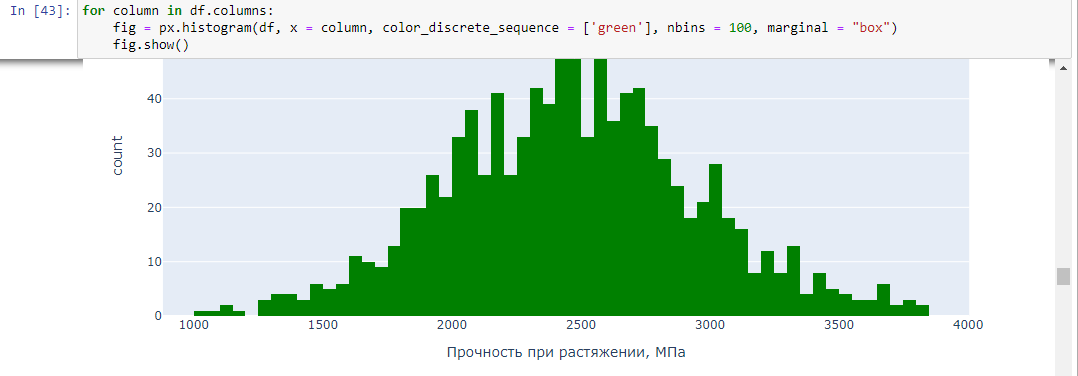 In [43]: for column in df.columns:
fig = px.histogram(df, x = column, color_discrete_sequence = ['green'], nbins = 100, marginal = "box")
fig.show()
40
30
20
10
0
count
1000 1500 2000 2500 3000 3500 4000
Прочность при растяжении, МПа